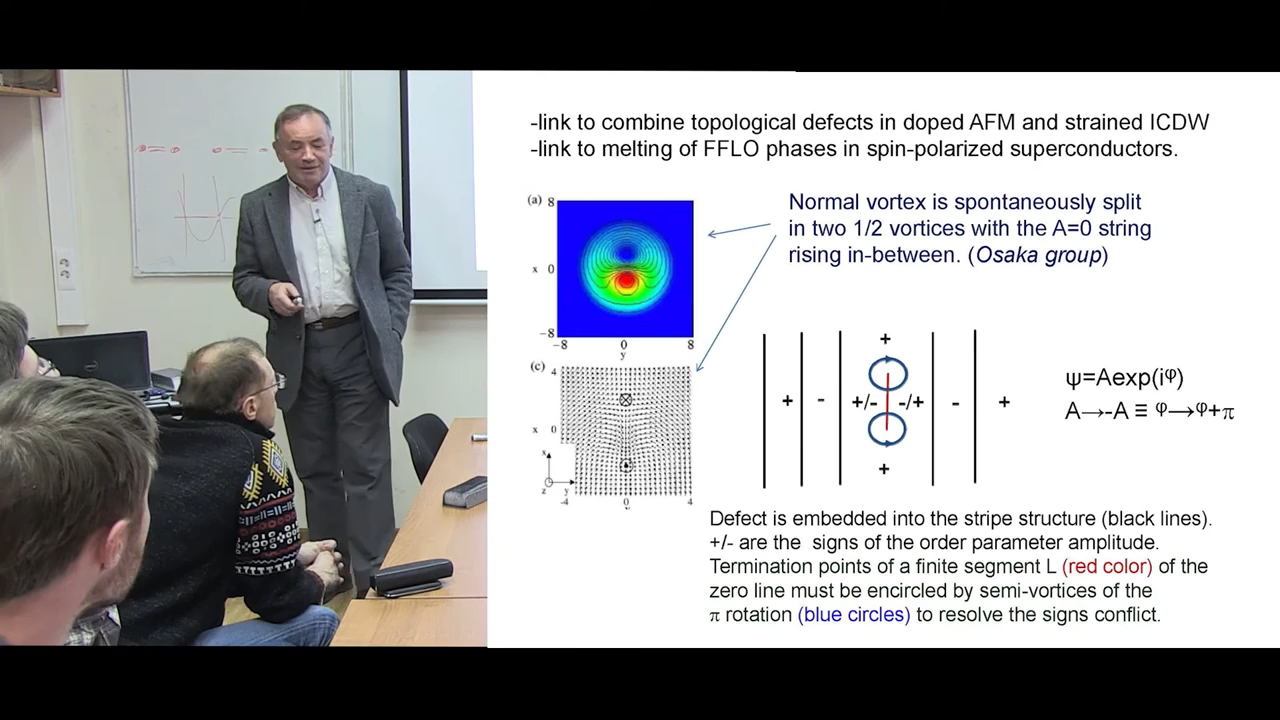 -link to combine topological defects in doped AFM and strained ICDW
-link to melting of FFLO phases in spin-polarized superconductors.
(a) 8
x 0
-8
-8 0 8
y
Normal vortex is spontaneously split
in two 1/2 vortices with the A=0 string
rising in-between. (Osaka group)
(c) 4
x 0
x
z y
-4 0 4
+
+ - +/- -/+ - +
+
ψ=Aexp(iφ)
A→-A ≡ φ→φ+π
Defect is embedded into the stripe structure (black lines).
+/- are the signs of the order parameter amplitude.
Termination points of a finite segment L (red color) of the
zero line must be encircled by semi-vortices of the
π rotation (blue circles) to resolve the signs conflict.